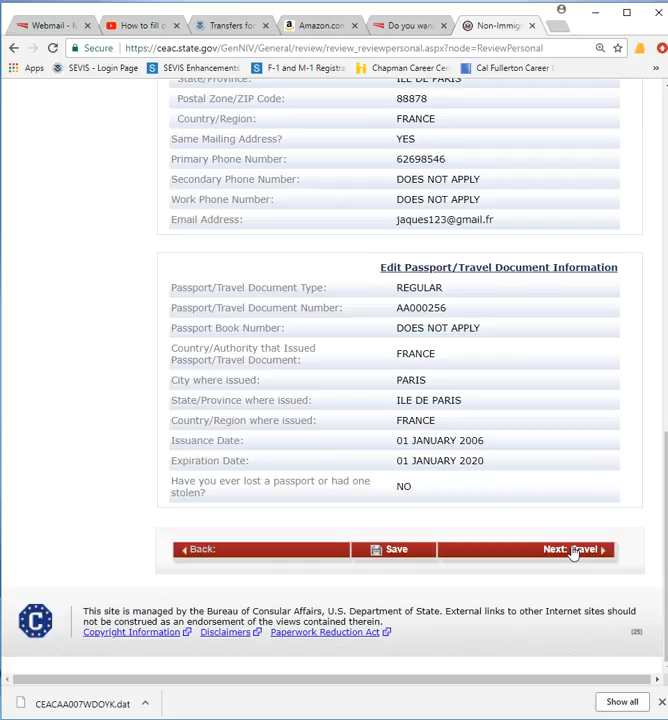 Webmail - M
How to fill o
Transfers for
Amazon.com
Do you wan
Non-Immig
Secure
https://ceac.state.gov/GenNIV/General/review/review_reviewpersonal.aspx?node=ReviewPersonal
Apps
SEVIS - Login Page
SEVIS Enhancements
F-1 and M-1 Registra
Chapman Career Cen
Cal Fullerton Career C
»
State/Province: ILE DE PARIS
Postal Zone/ZIP Code: 88878
Country/Region: FRANCE
Same Mailing Address? YES
Primary Phone Number: 62698546
Secondary Phone Number: DOES NOT APPLY
Work Phone Number: DOES NOT APPLY
Email Address: jaques123@gmail.fr
Edit Passport/Travel Document Information
Passport/Travel Document Type: REGULAR
Passport/Travel Document Number: AA000256
Passport Book Number: DOES NOT APPLY
Country/Authority that Issued
Passport/Travel Document: FRANCE
City where issued: PARIS
State/Province where issued: ILE DE PARIS
Country/Region where issued: FRANCE
Issuance Date: 01 JANUARY 2006
Expiration Date: 01 JANUARY 2020
Have you ever lost a passport or had one
stolen? NO
Back:
Save
Next: Travel
This site is managed by the Bureau of Consular Affairs, U.S. Department of State. External links to other Internet sites should
not be construed as an endorsement of the views contained therein.
Copyright Information Disclaimers Paperwork Reduction Act
(25)
CEACAA007WDOYK.dat
Show all